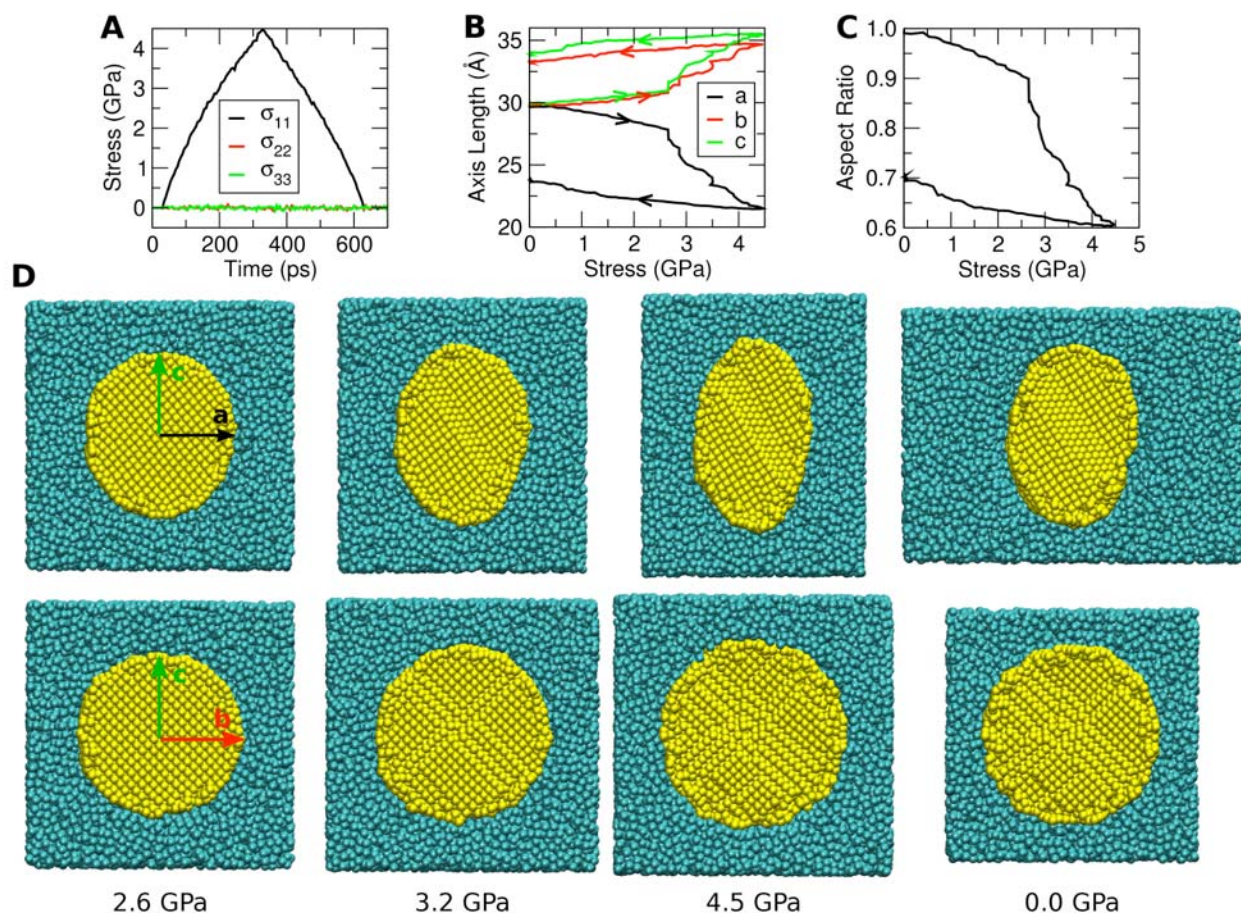 A
B
C
Stress (GPa)
4
3
2
1
0
σ11
σ22
σ33
0 200 400 600
Time (ps)
Axis Length (Å)
35
30
25
20
a
b
c
0 1 2 3 4
Stress (GPa)
Aspect Ratio
1.0
0.9
0.8
0.7
0.6
0 1 2 3 4 5
Stress (GPa)
D
c
a
c
b
2.6 GPa 3.2 GPa 4.5 GPa 0.0 GPa